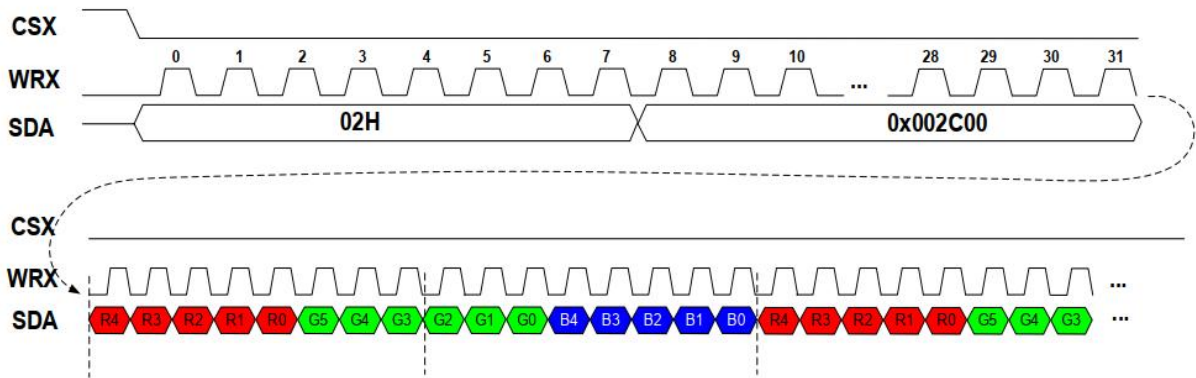 CSX
0 1 2 3 4 5 6 7 8 9 10 28 29 30 31
WRX ...
SDA 02H 0x002C00
CSX
WRX ...
SDA R4 R3 R2 R1 R0 G5 G4 G3 G2 G1 G0 B4 B3 B2 B1 B0 R4 R3 R2 R1 R0 G5 G4 G3 ...